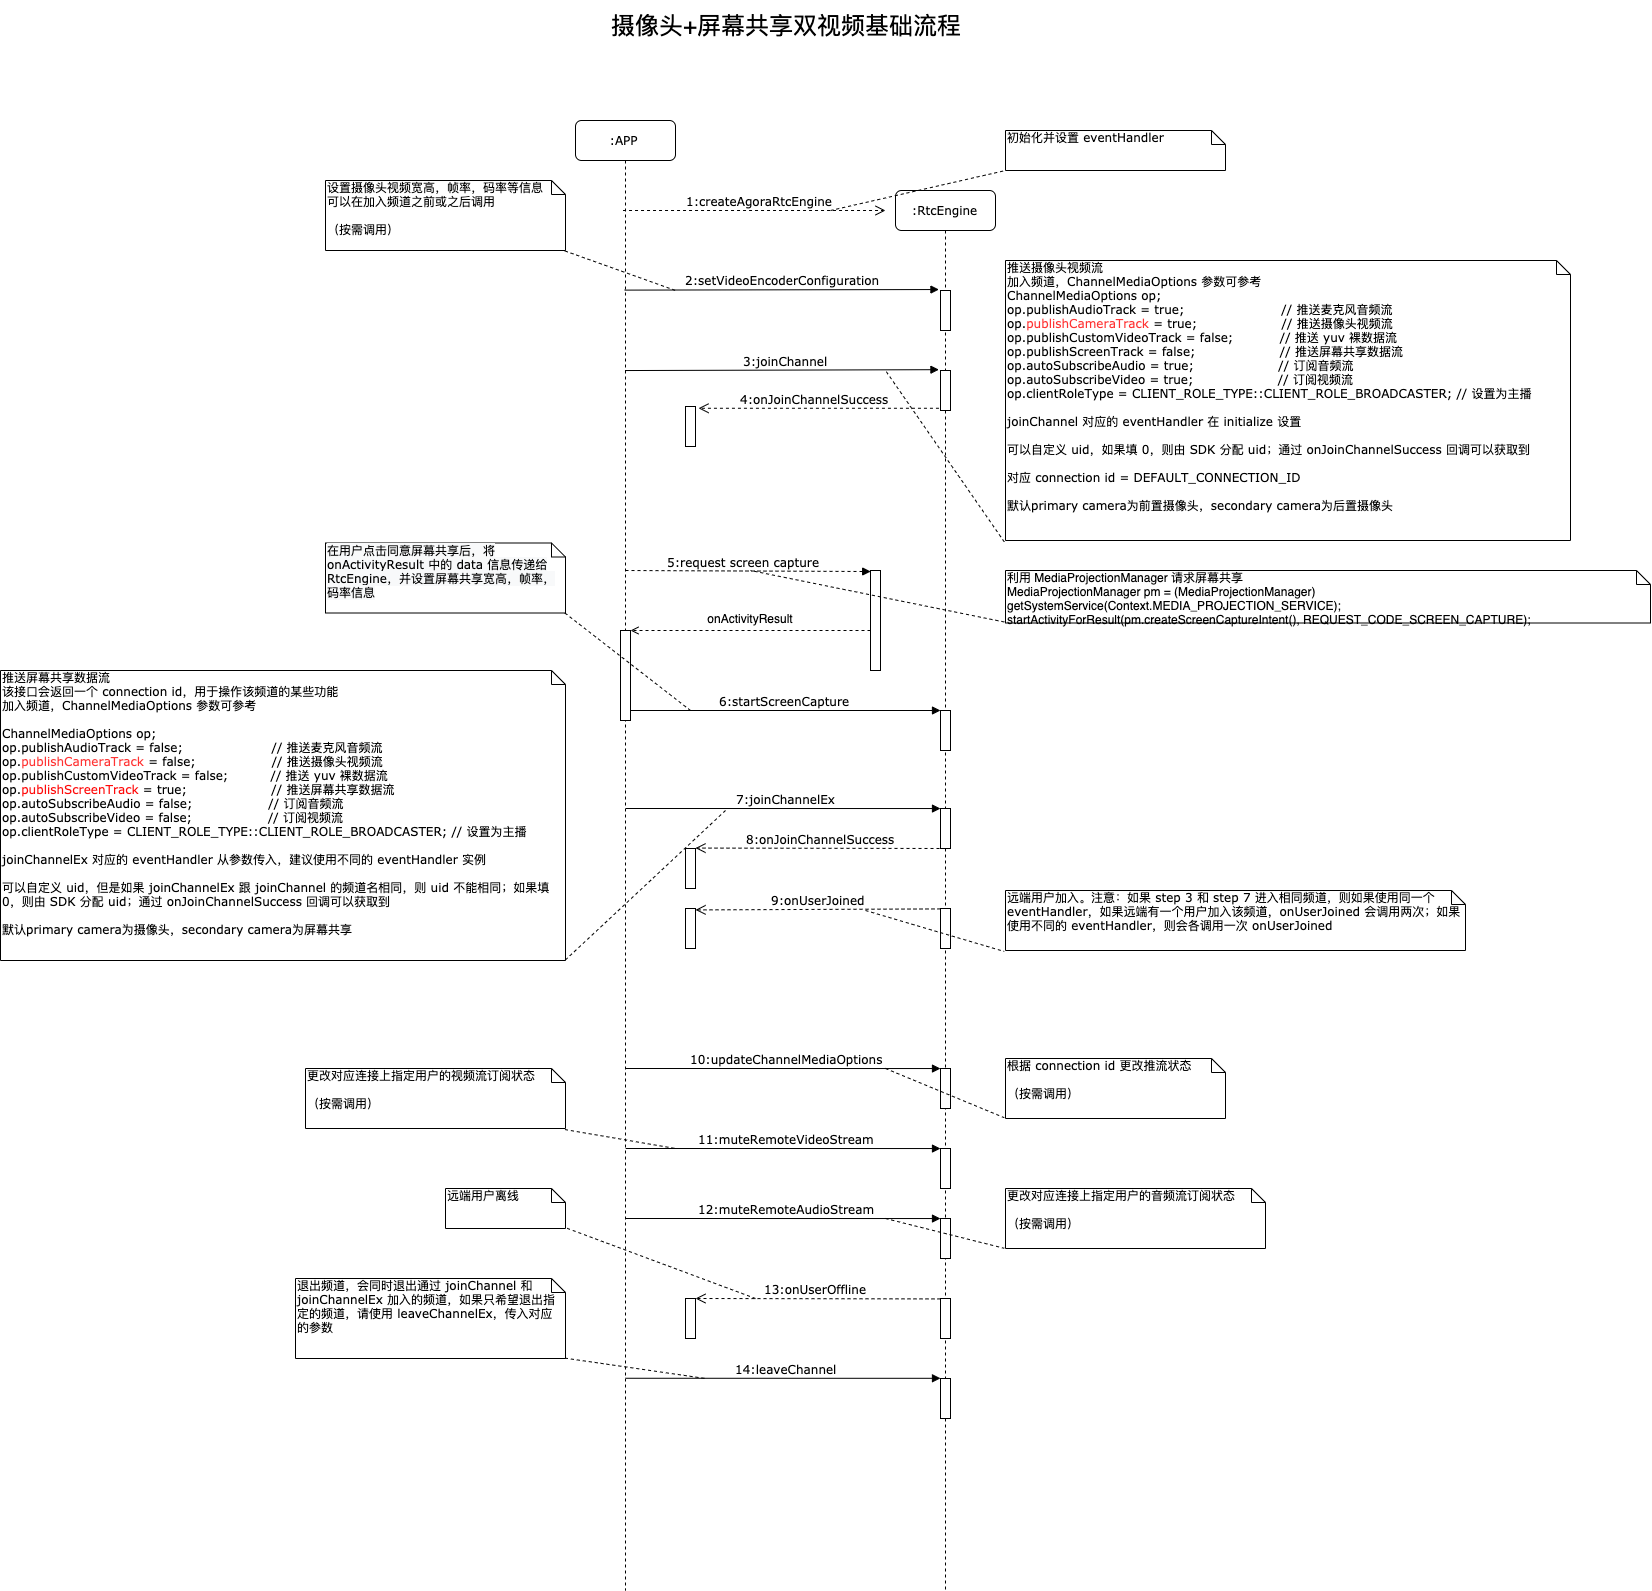 摄像头+屏幕共享双视频基础流程
:APP
初始化并设置 eventHandler
设置摄像头视频宽高，帧率，码率等信息
可以在加入频道之前或之后调用
（按需调用）
1:createAgoraRtcEngine
:RtcEngine
2:setVideoEncoderConfiguration
推送摄像头视频流
加入频道，ChannelMediaOptions 参数可参考
ChannelMediaOptions op;
op.publishAudioTrack = true; // 推送麦克风音频流
op.publishCameraTrack = true; // 推送摄像头视频流
op.publishCustomVideoTrack = false; // 推送 yuv 裸数据流
op.publishScreenTrack = false; // 推送屏幕共享数据流
op.autoSubscribeAudio = true; // 订阅音频流
op.autoSubscribeVideo = true; // 订阅视频流
op.clientRoleType = CLIENT_ROLE_TYPE::CLIENT_ROLE_BROADCASTER; // 设置为主播
joinChannel 对应的 eventHandler 在 initialize 设置
可以自定义 uid，如果填 0，则由 SDK 分配 uid；通过 onJoinChannelSuccess 回调可以获取到
对应 connection id = DEFAULT_CONNECTION_ID
默认primary camera为前置摄像头，secondary camera为后置摄像头
3:joinChannel
4:onJoinChannelSuccess
在用户点击同意屏幕共享后，将
onActivityResult 中的 data 信息传递给
RtcEngine，并设置屏幕共享宽高，帧率，
码率信息
5:request screen capture
利用 MediaProjectionManager 请求屏幕共享
MediaProjectionManager pm = (MediaProjectionManager)
getSystemService(Context.MEDIA_PROJECTION_SERVICE);
startActivityForResult(pm.createScreenCaptureIntent(), REQUEST_CODE_SCREEN_CAPTURE);
onActivityResult
6:startScreenCapture
推送屏幕共享数据流
该接口会返回一个 connection id，用于操作该频道的某些功能
加入频道，ChannelMediaOptions 参数可参考
ChannelMediaOptions op;
op.publishAudioTrack = false; // 推送麦克风音频流
op.publishCameraTrack = false; // 推送摄像头视频流
op.publishCustomVideoTrack = false; // 推送 yuv 裸数据流
op.publishScreenTrack = true; // 推送屏幕共享数据流
op.autoSubscribeAudio = false; // 订阅音频流
op.autoSubscribeVideo = false; // 订阅视频流
op.clientRoleType = CLIENT_ROLE_TYPE::CLIENT_ROLE_BROADCASTER; // 设置为主播
joinChannelEx 对应的 eventHandler 从参数传入，建议使用不同的 eventHandler 实例
可以自定义 uid，但是如果 joinChannelEx 跟 joinChannel 的频道名相同，则 uid 不能相同；如果填
0，则由 SDK 分配 uid；通过 onJoinChannelSuccess 回调可以获取到
默认primary camera为摄像头，secondary camera为屏幕共享
7:joinChannelEx
8:onJoinChannelSuccess
9:onUserJoined
远端用户加入。注意：如果 step 3 和 step 7 进入相同频道，则如果使用同一个
eventHandler，如果远端有一个用户加入该频道，onUserJoined 会调用两次；如果
使用不同的 eventHandler，则会各调用一次 onUserJoined
10:updateChannelMediaOptions
根据 connection id 更改推流状态
（按需调用）
更改对应连接上指定用户的视频流订阅状态
（按需调用）
11:muteRemoteVideoStream
远端用户离线
12:muteRemoteAudioStream
更改对应连接上指定用户的音频流订阅状态
（按需调用）
退出频道，会同时退出通过 joinChannel 和
joinChannelEx 加入的频道，如果只希望退出指
定的频道，请使用 leaveChannelEx，传入对应
的参数
13:onUserOffline
14:leaveChannel